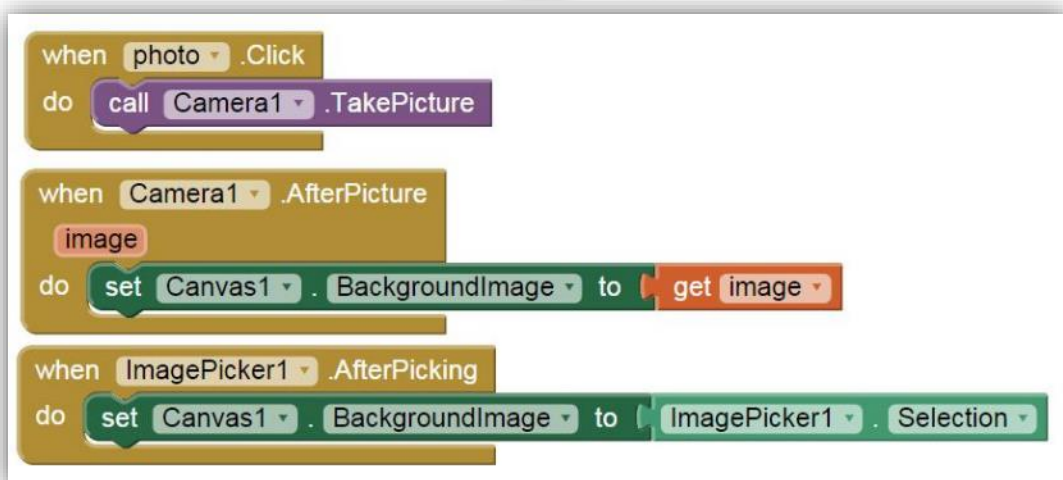 when photo .Click
do call Camera1 .TakePicture
when Camera1 .AfterPicture
image
do set Canvas1 . BackgroundImage to get image
when ImagePicker1 .AfterPicking
do set Canvas1 . BackgroundImage to ImagePicker1 . Selection